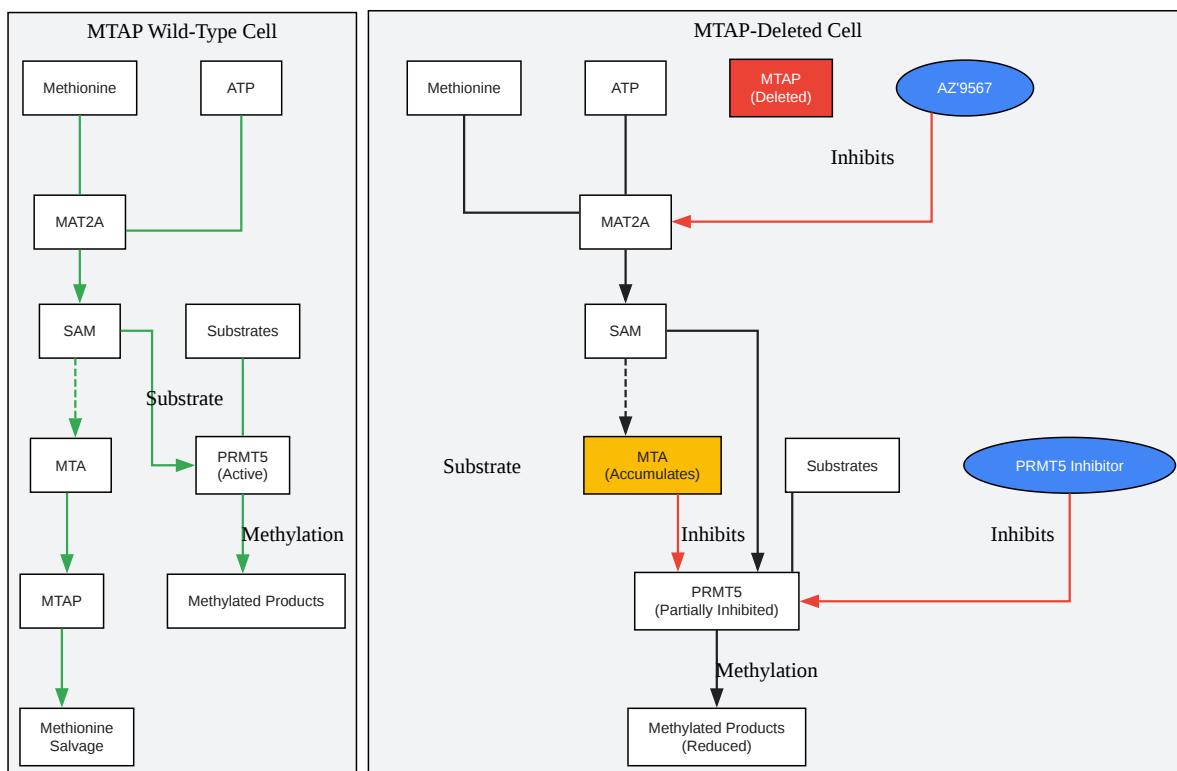 MTAP Wild-Type Cell
Methionine
ATP
MAT2A
SAM
Substrates
Substrate
MTA
PRMT5
(Active)
Methylation
MTAP
Methylated Products
Methionine
Salvage
MTAP-Deleted Cell
Methionine
ATP
MTAP
(Deleted)
AZ'9567
Inhibits
MAT2A
SAM
Substrate
MTA
(Accumulates)
Substrates
PRMT5 Inhibitor
Inhibits
Inhibits
PRMT5
(Partially Inhibited)
Methylation
Methylated Products
(Reduced)